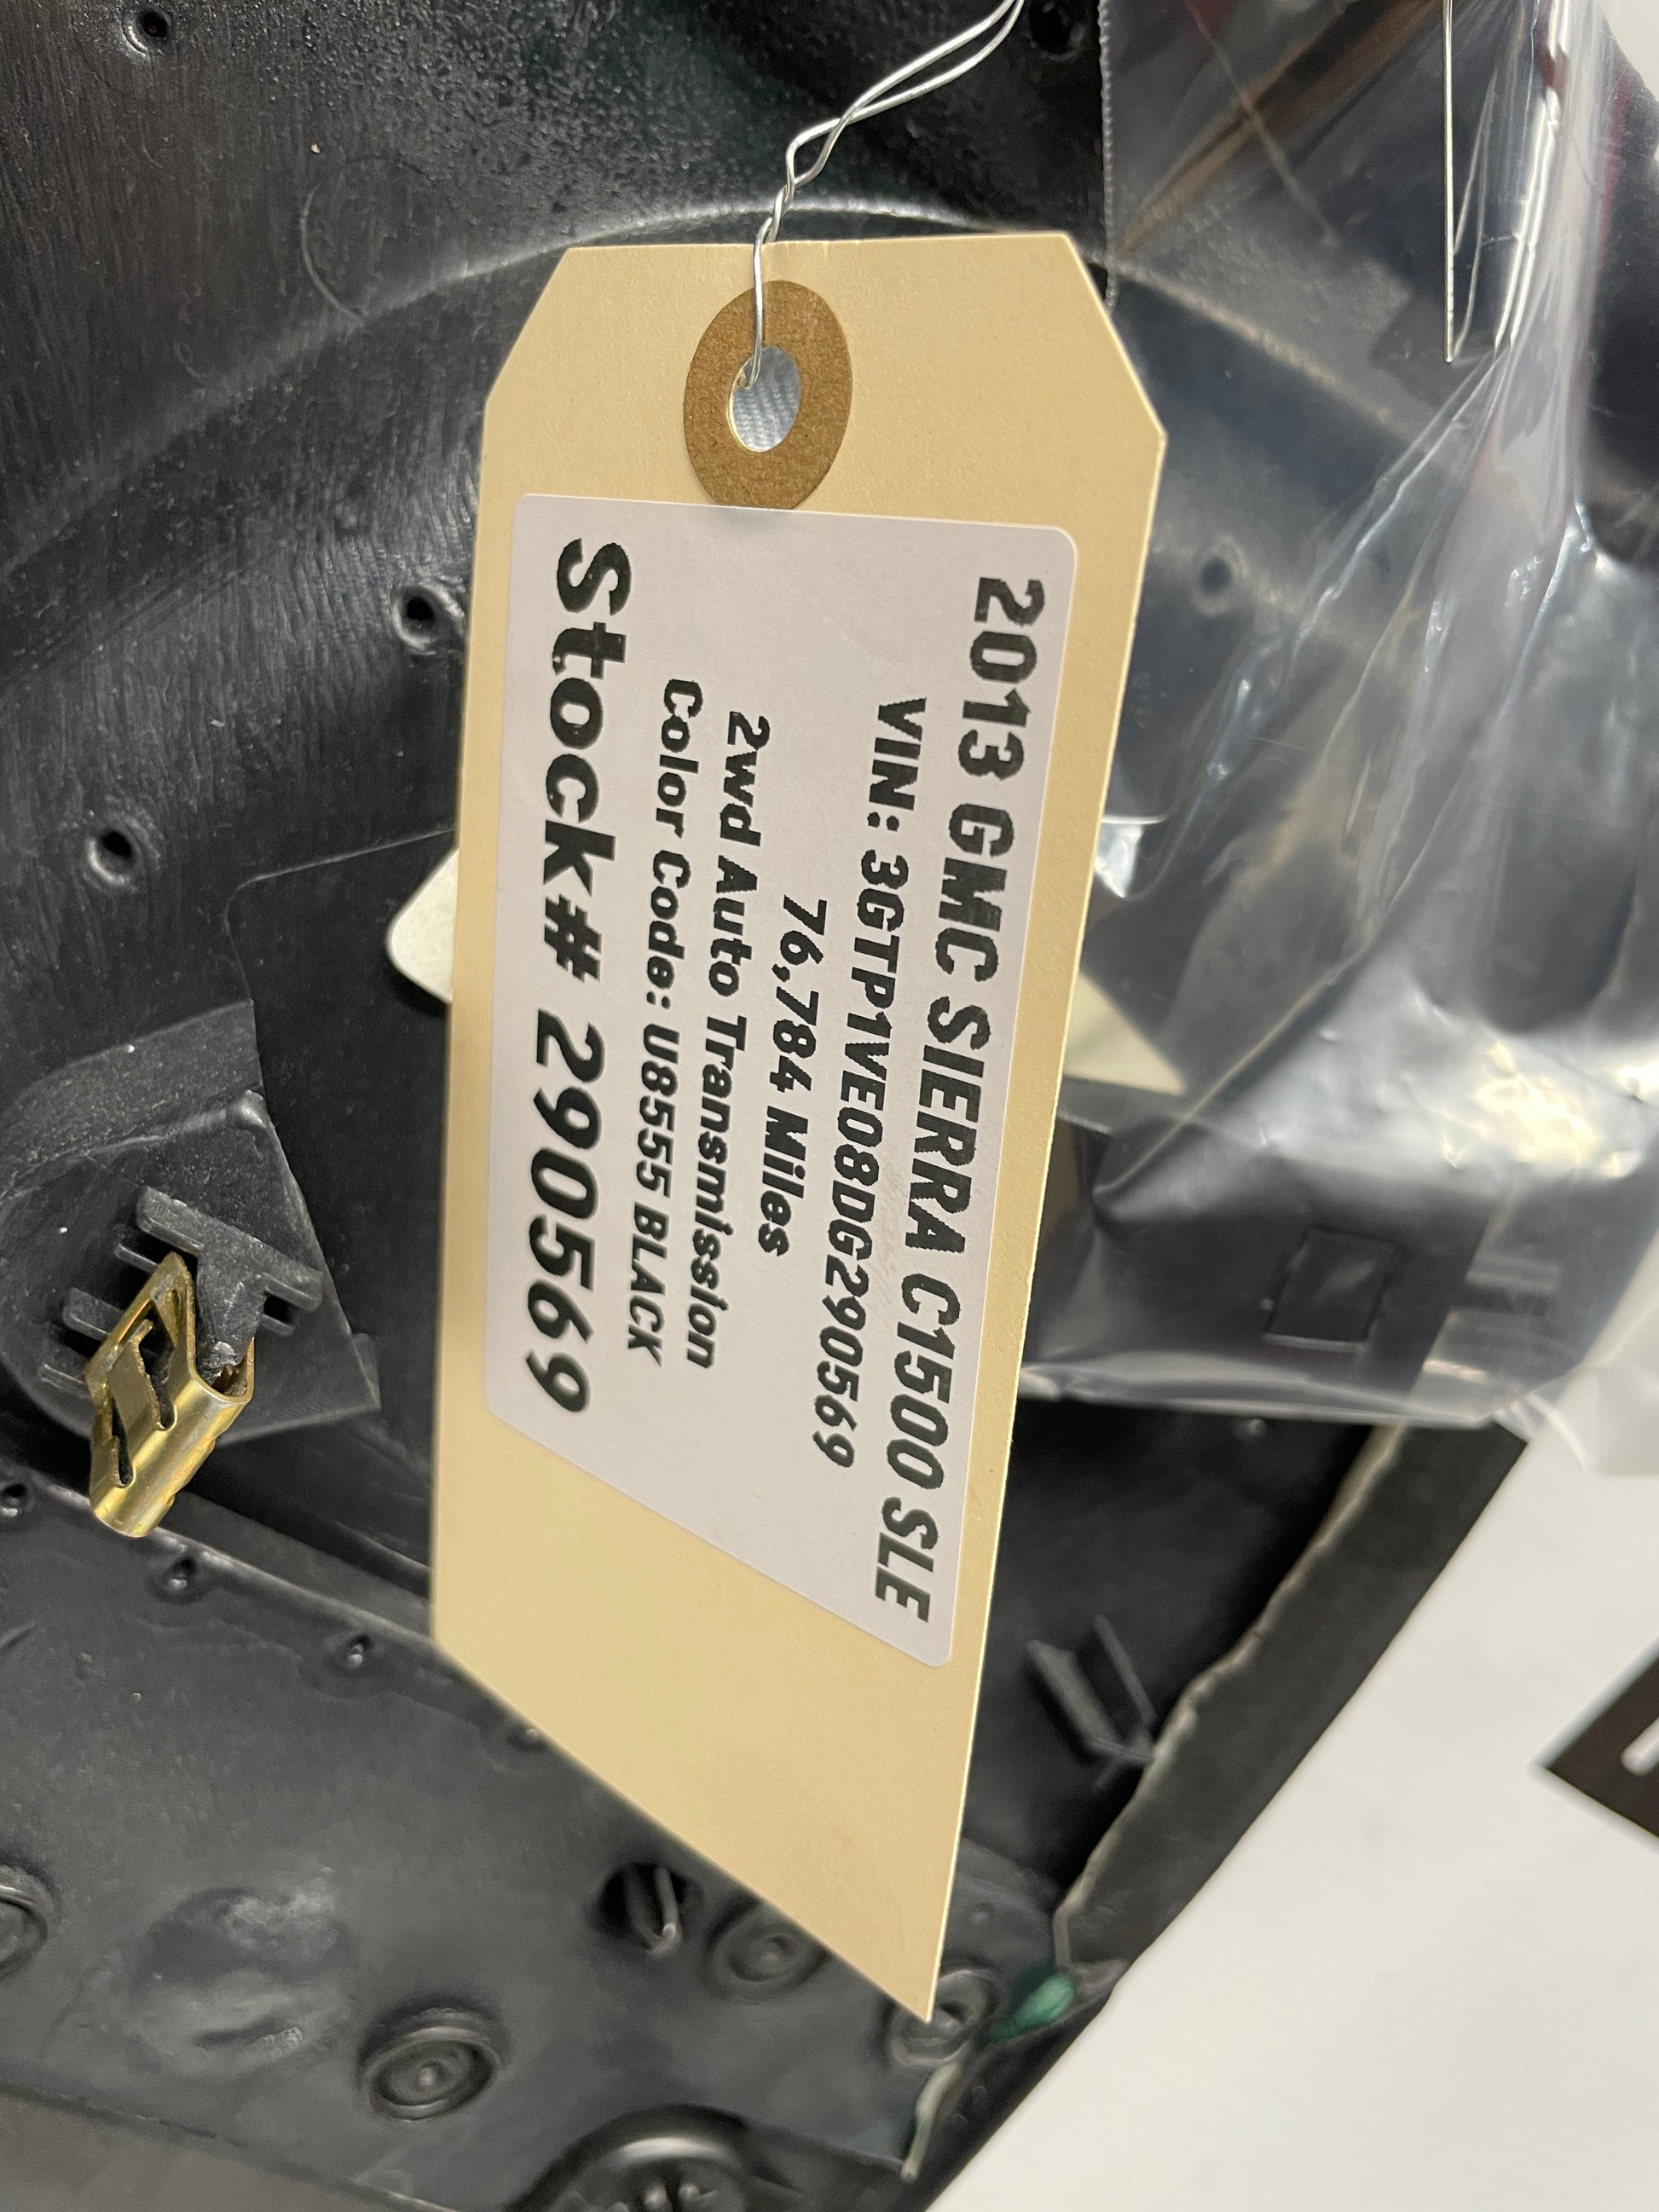 2013 GMC SIERRA C1500 SLE
VIN: 3GTP1VE08DG290569
76,784 Miles
2wd Auto Transmission
Color Code: U8555 BLACK
Stock# 290569